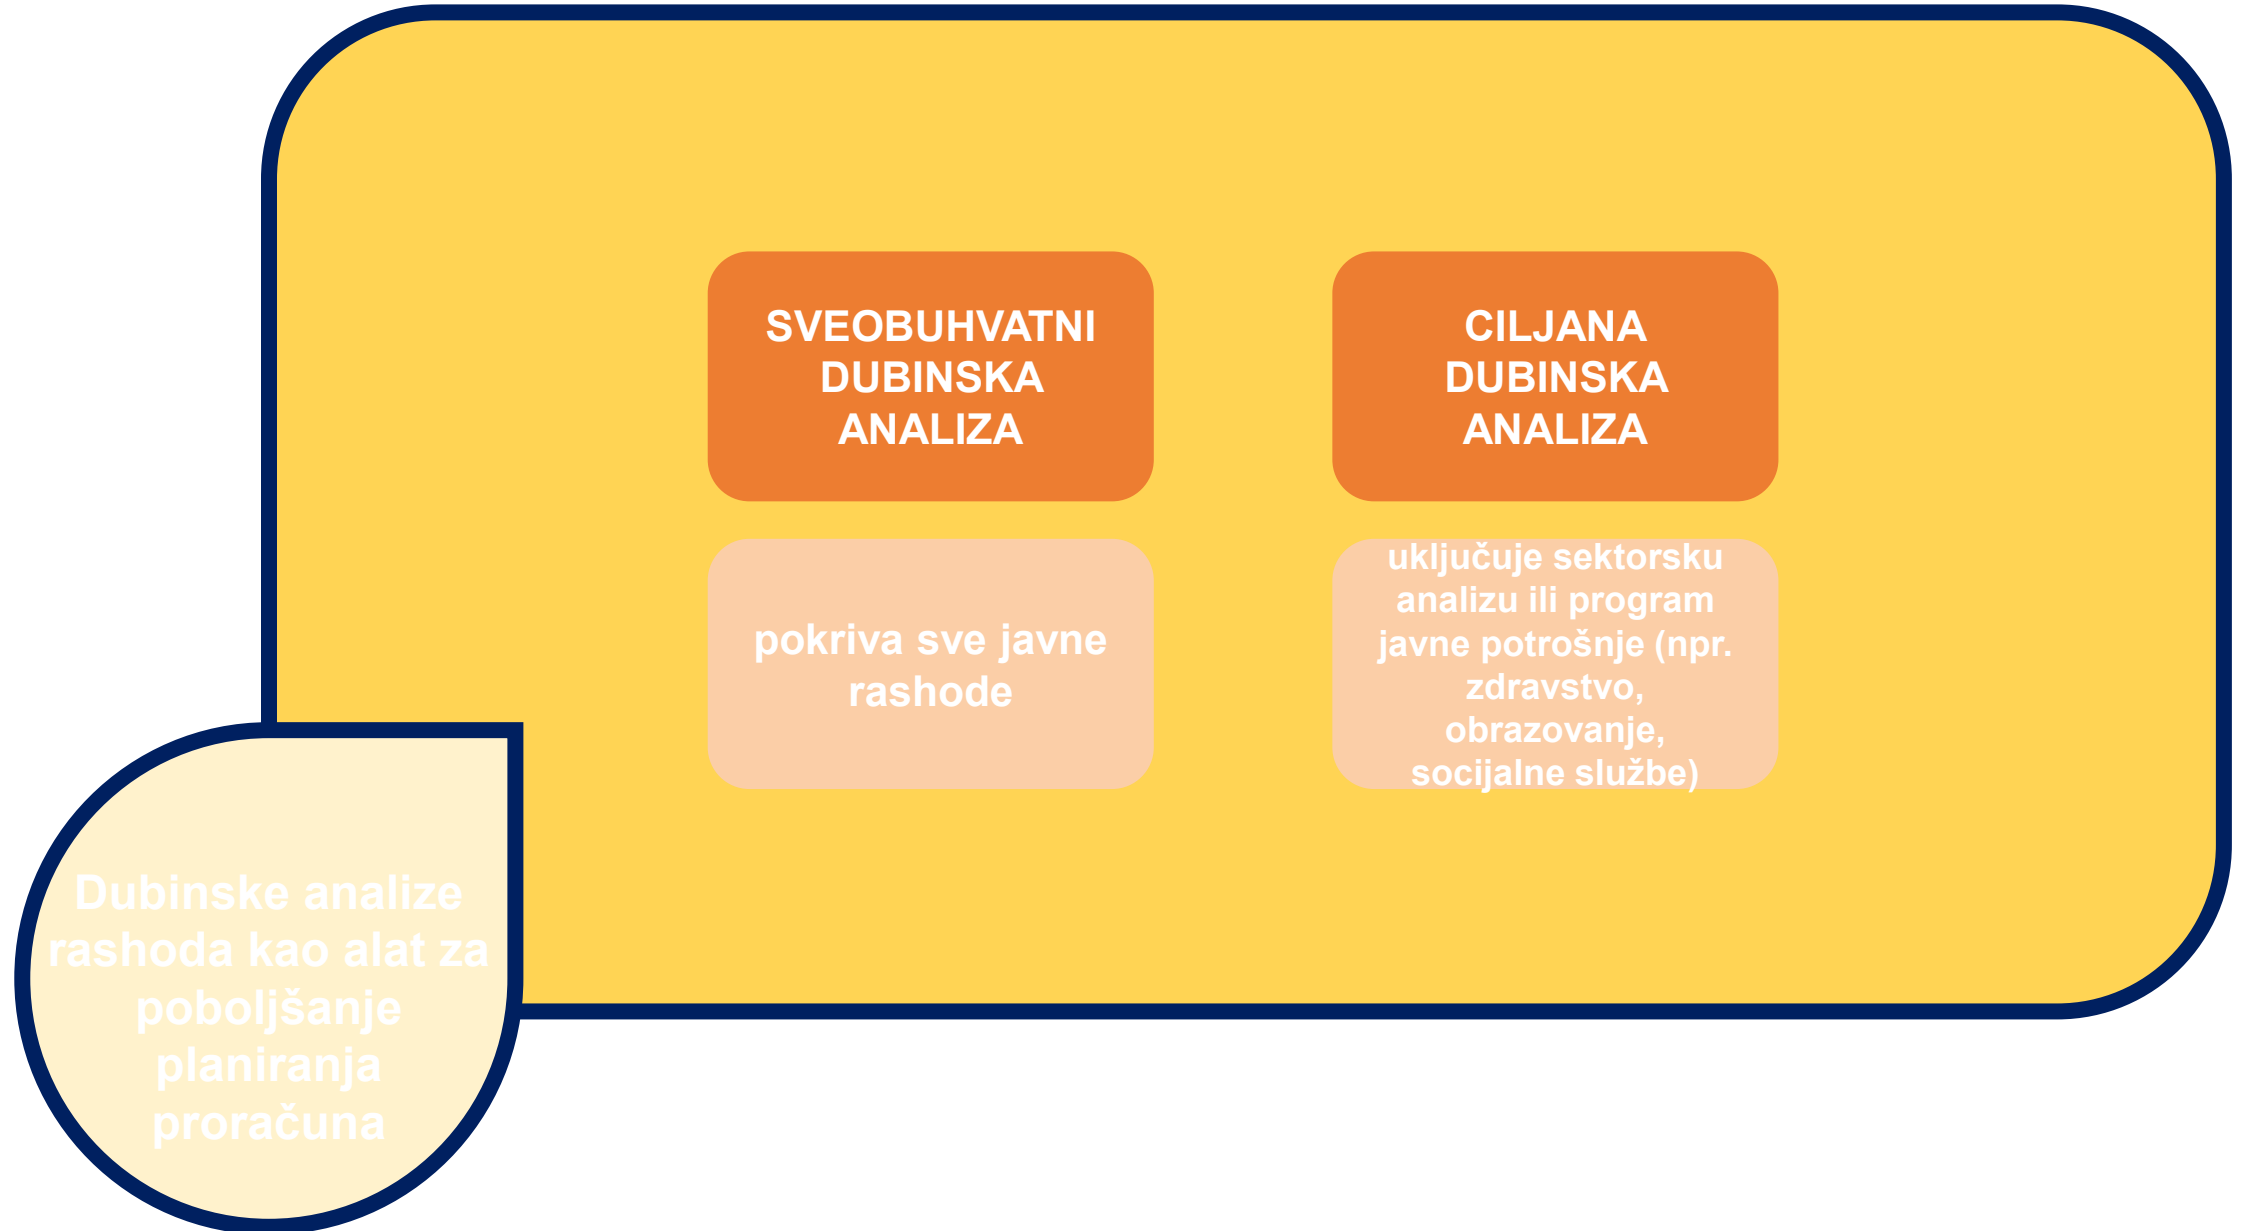 SVEOBUHVATNI
DUBINSKA
ANALIZA
pokriva sve javne
rashode
CILJANA
DUBINSKA
ANALIZA
uključuje sektorsku
analizu ili program
javne potrošnje (npr.
zdravstvo,
obrazovanje,
socijalne službe)
Dubinske analize
rashoda kao alat za
poboljšanje
planiranja
proračuna